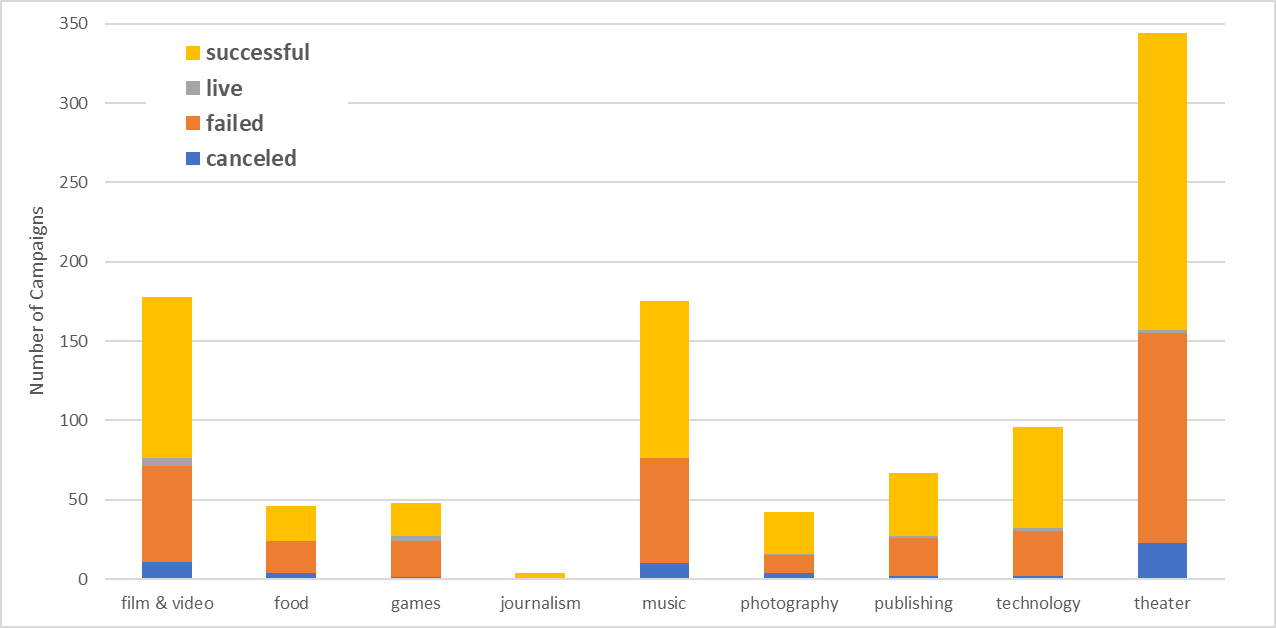 350
300
250
200
150
100
50
0
Number of Campaigns
successful
live
failed
canceled
film & video food games journalism music photography publishing technology theater